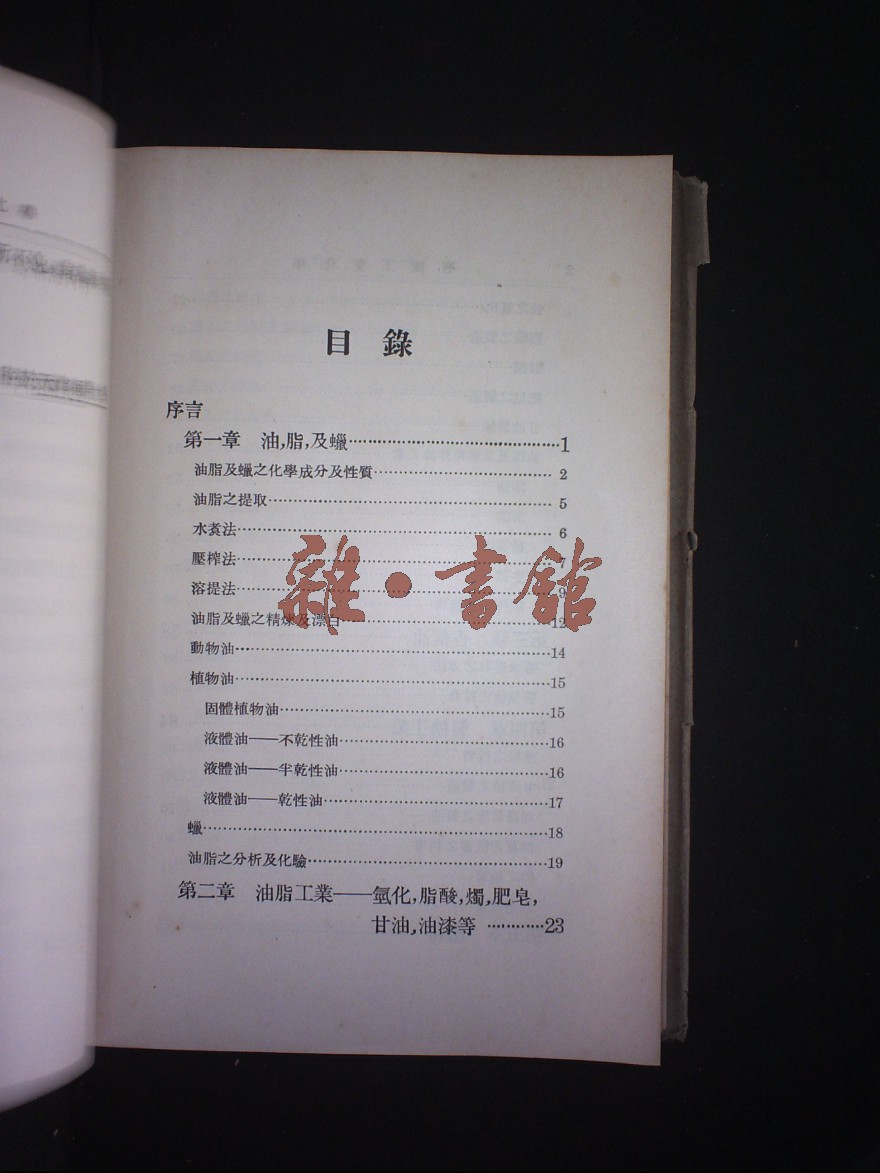 目錄
序言
第一章 油,脂,及蠟……………………………………1
油脂及蠟之化學成分及性質……………………………2
油脂之提取………………………………………………5
水煮法……………………………………………………6
壓榨法……………………………………………………7
溶提法……………………………………………………9
油脂及蠟之精煉及漂白…………………………………12
動物油……………………………………………………14
植物油……………………………………………………15
固體植物油………………………………………………15
液體油——不乾性油……………………………………16
液體油——半乾性油……………………………………16
液體油——乾性油………………………………………17
蠟…………………………………………………………18
油脂之分析及化驗………………………………………19
第二章 油脂工業——氫化,脂酸,燭,肥皂,
甘油,油漆等 …………23
雜·書館